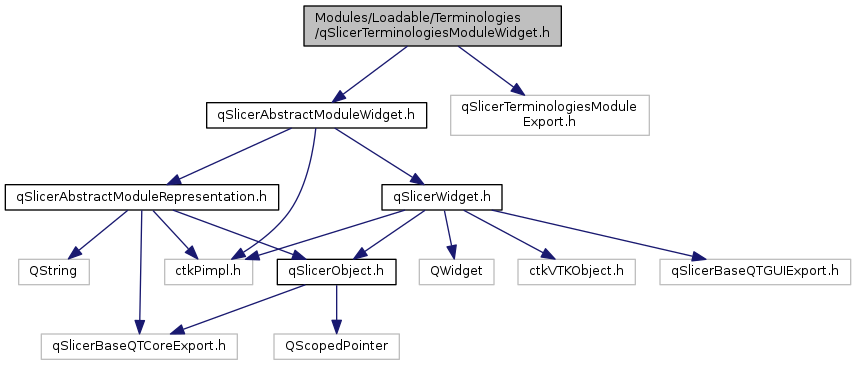 Modules/Loadable/Terminologies
/qSlicerTerminologiesModuleWidget.h
qSlicerAbstractModuleWidget.h
qSlicerTerminologiesModule
Export.h
qSlicerAbstractModuleRepresentation.h
qSlicerWidget.h
QString
ctkPimpl.h
qSlicerObject.h
QWidget
ctkVTKObject.h
qSlicerBaseQTGUIExport.h
qSlicerBaseQTCoreExport.h
QScopedPointer